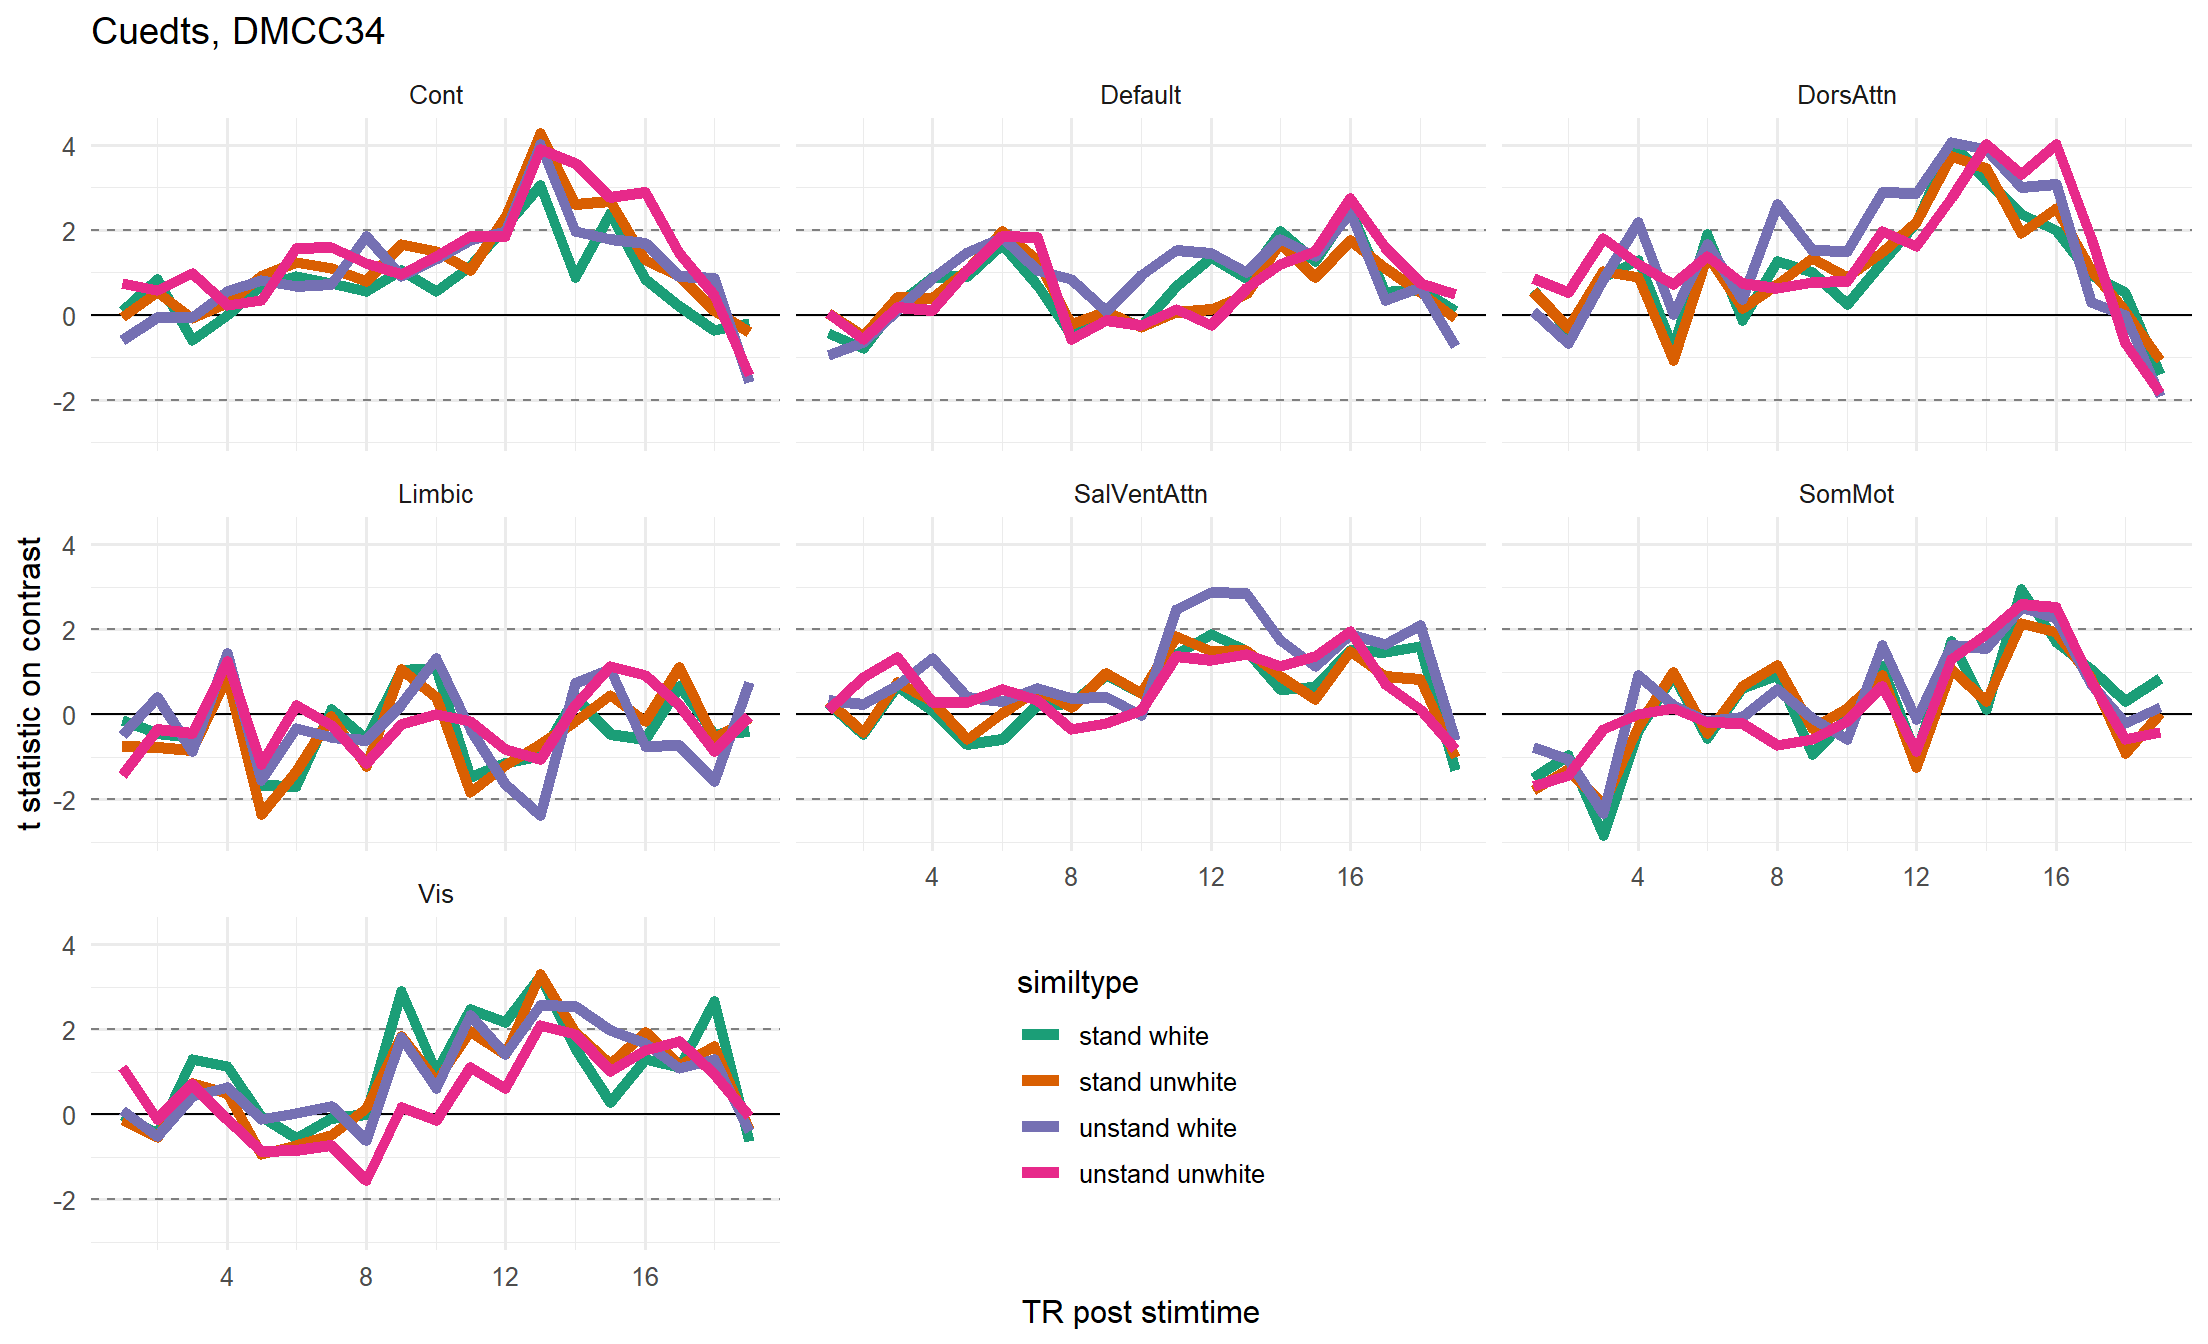 Cuedts, DMCC34
Cont
Default
DorsAttn
4
2
0
-2
Limbic
SalVentAttn
SomMot
t statistic on contrast
4
2
0
-2
4 8 12 16
4 8 12 16
Vis
4
2
0
-2
4 8 12 16
similtype
stand white
stand unwhite
unstand white
unstand unwhite
TR post stimtime